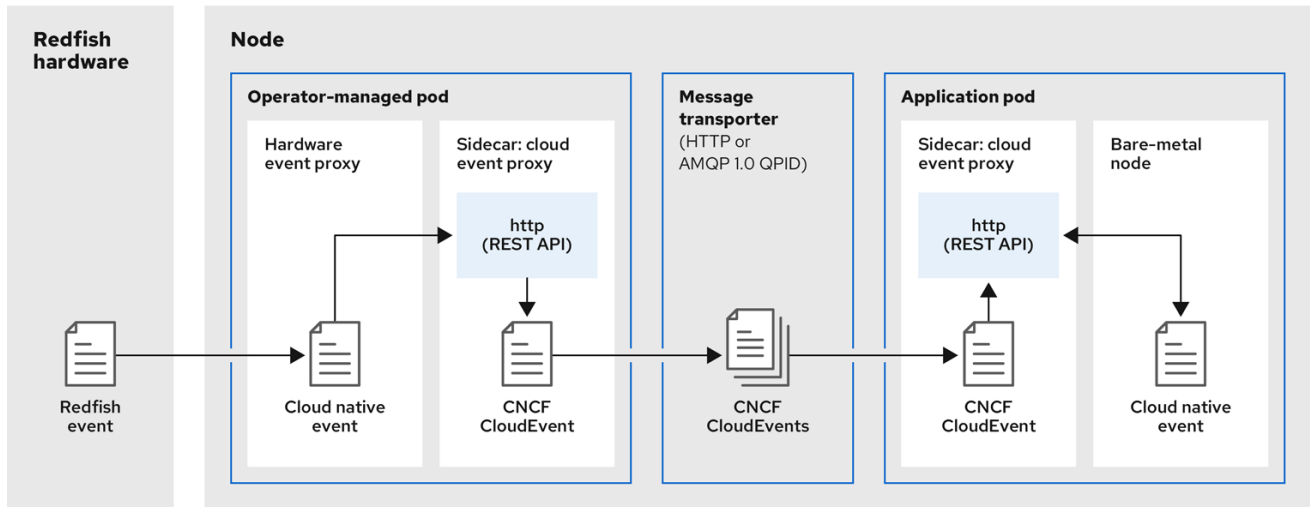 Redfish
hardware
Node
Operator-managed pod
Hardware
event proxy
Sidecar: cloud
event proxy
http
(REST API)
Message
transporter
(HTTP or
AMQP 1.0 QPID)
Application pod
Sidecar: cloud
event proxy
http
(REST API)
Bare-metal
node
Redfish
event
Cloud native
event
CNCF
CloudEvent
CNCF
CloudEvents
CNCF
CloudEvent
Cloud native
event